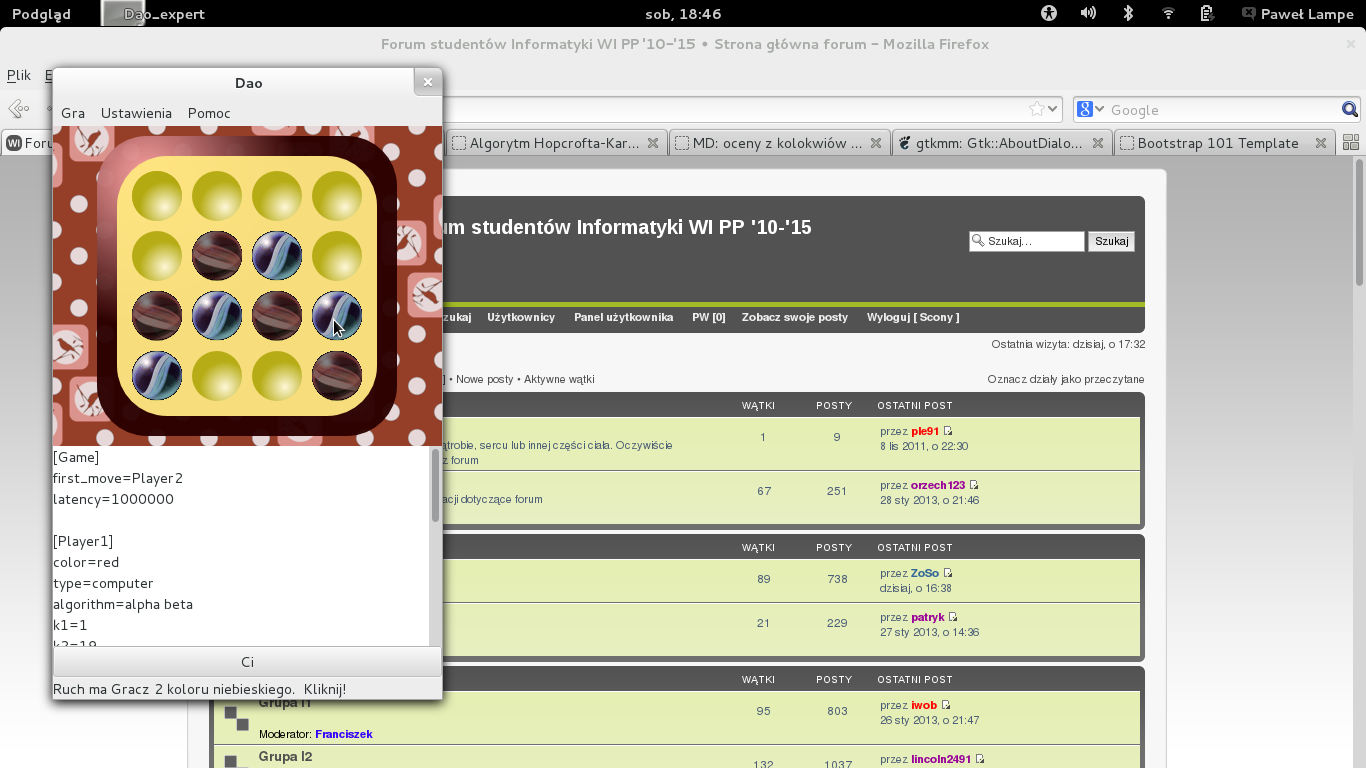 Podgląd
Dao_expert
sob, 18:46
Paweł Lampe
Forum studentów Informatyki WI PP '10-'15 • Strona główna forum - Mozilla Firefox
Plik
Google
WI Foru
Algorytm Hopcrofta-Kar...
MD: oceny z kolokwiów ...
gtkmm: Gtk::AboutDialo...
Bootstrap 101 Template
Dao
Gra Ustawienia Pomoc
[Game]
first_move=Player2
latency=1000000
[Player1]
color=red
type=computer
algorithm=alpha beta
k1=1
k2=19
Ci
Ruch ma Gracz 2 koloru niebieskiego. Kliknij!
um studentów Informatyki WI PP '10-'15
Szukaj... Szukaj
zukaj Użytkownicy Panel użytkownika PW [0] Zobacz swoje posty Wyloguj [ Scony ]
Ostatnia wizyta: dzisiaj, o 17:32
] • Nowe posty • Aktywne wątki
Oznacz działy jako przeczytane
WĄTKI POSTY OSTATNI POST
ątrobie, sercu lub innej części ciała. Oczywiście
z forum
1 9 przez ple91
8 lis 2011, o 22:30
acji dotyczące forum
67 251 przez orzech123
28 sty 2013, o 21:46
WĄTKI POSTY OSTATNI POST
89 738 przez ZoSo
dzisiaj, o 16:38
21 229 przez patryk
27 sty 2013, o 14:36
WĄTKI POSTY OSTATNI POST
Grupa I1
Moderator: Franciszek
95 803 przez iwob
26 sty 2013, o 21:47
Grupa I2
132 1037 przez lincoln2491